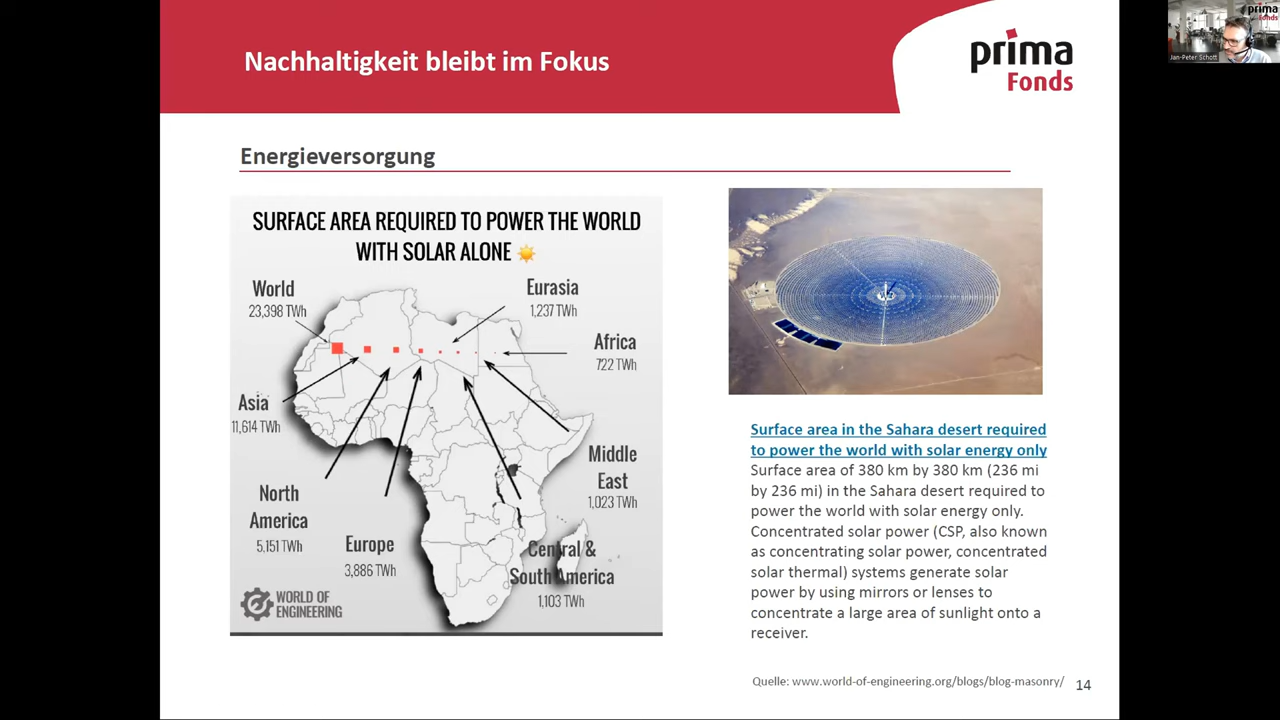 Nachhaltigkeit bleibt im Fokus
prima
Fonds
prima
Fonds
Jan-Peter Schott
Energieversorgung
SURFACE AREA REQUIRED TO POWER THE WORLD
WITH SOLAR ALONE
World
23,398 TWh
Eurasia
1,237 TWh
Africa
722 TWh
Asia
11,614 TWh
North
America
5,151 TWh
Europe
3,886 TWh
Middle
East
1,023 TWh
Central &
South America
1,103 TWh
WORLD OF
ENGINEERING
Surface area in the Sahara desert required
to power the world with solar energy only
Surface area of 380 km by 380 km (236 mi
by 236 mi) in the Sahara desert required to
power the world with solar energy only.
Concentrated solar power (CSP, also known
as concentrating solar power, concentrated
solar thermal) systems generate solar
power by using mirrors or lenses to
concentrate a large area of sunlight onto a
receiver.
Quelle: www.world-of-engineering.org/blogs/blog-masonry/
14